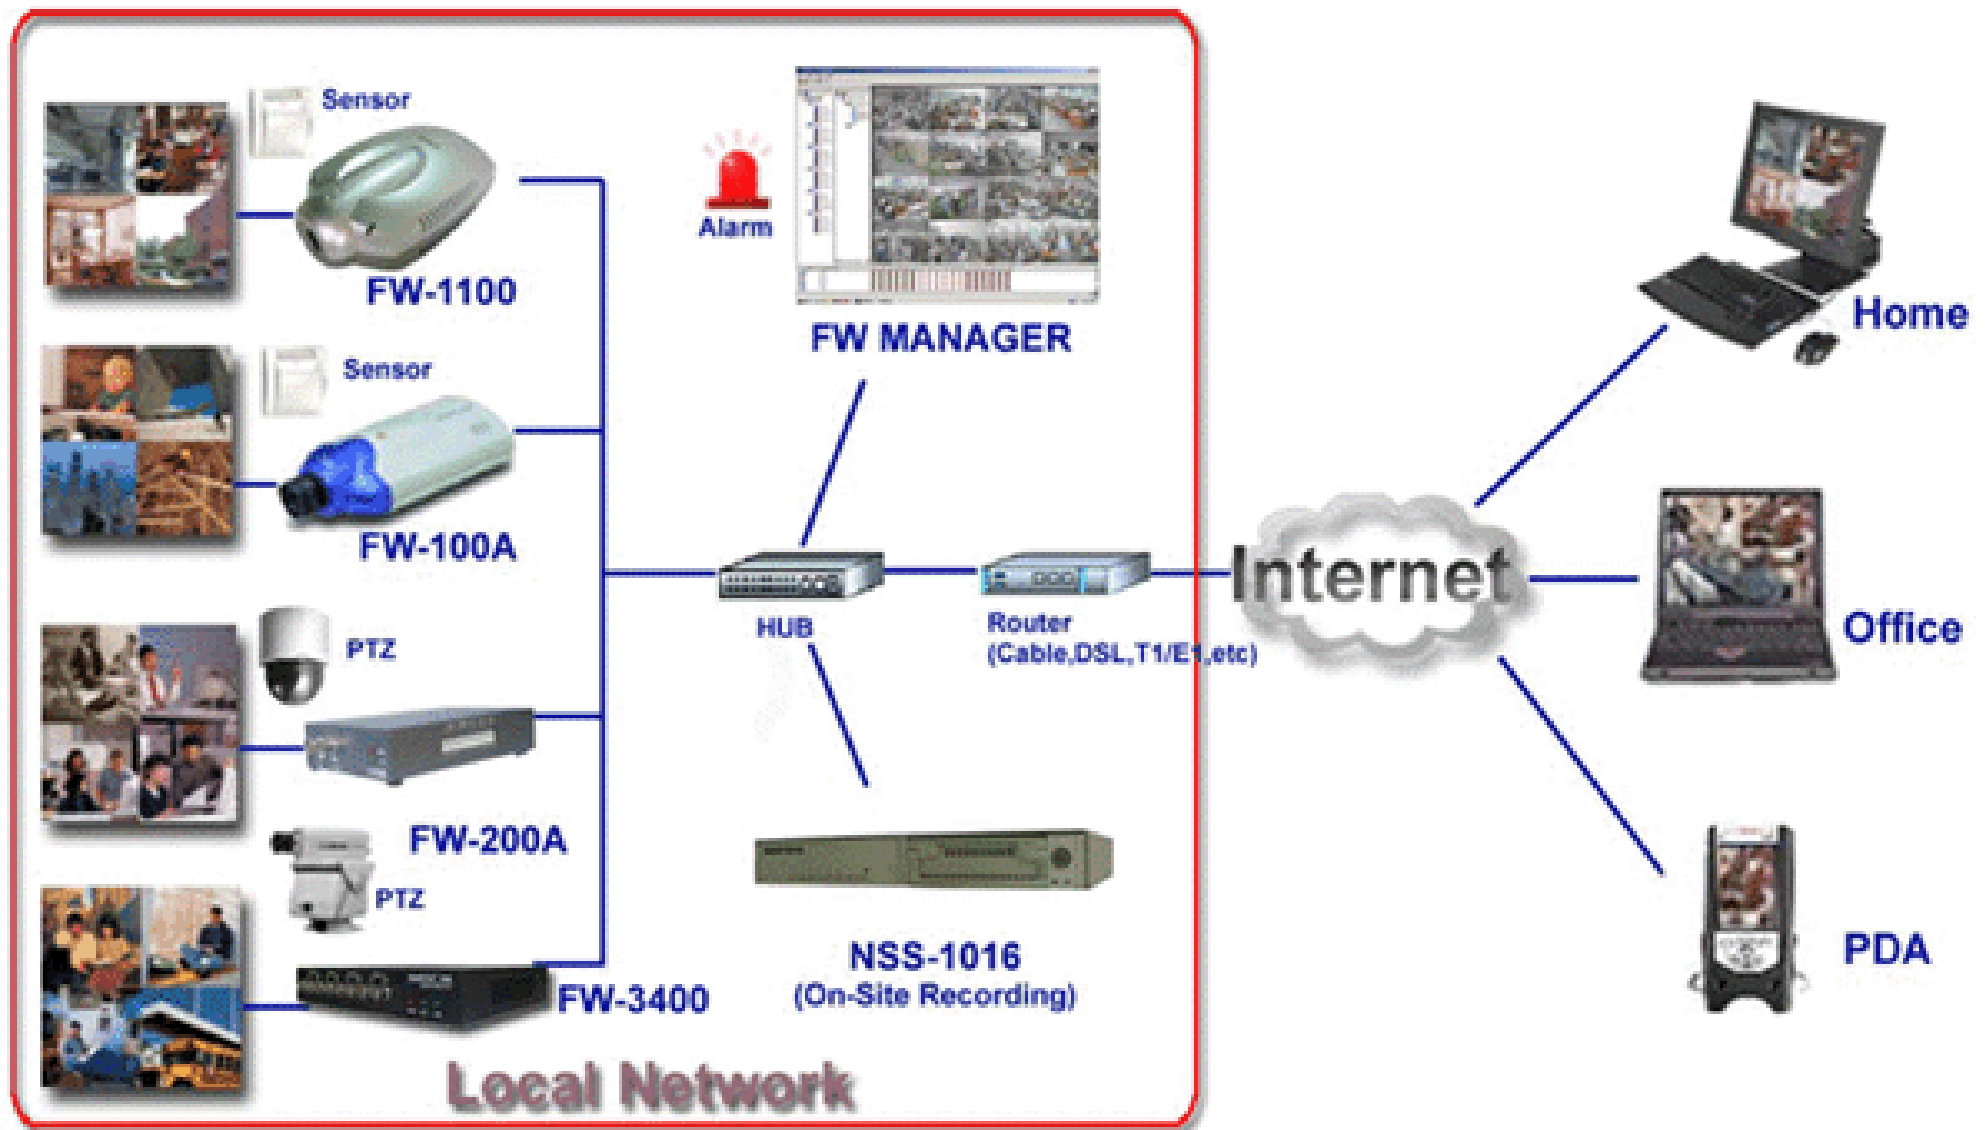 Sensor
FW-1100
Sensor
FW-100A
PTZ
FW-200A
PTZ
FW-3400
Alarm
FW MANAGER
HUB
Router
(Cable,DSL,T1/E1,etc)
NSS-1016
(On-Site Recording)
Local Network
Internet
Home
Office
PDA